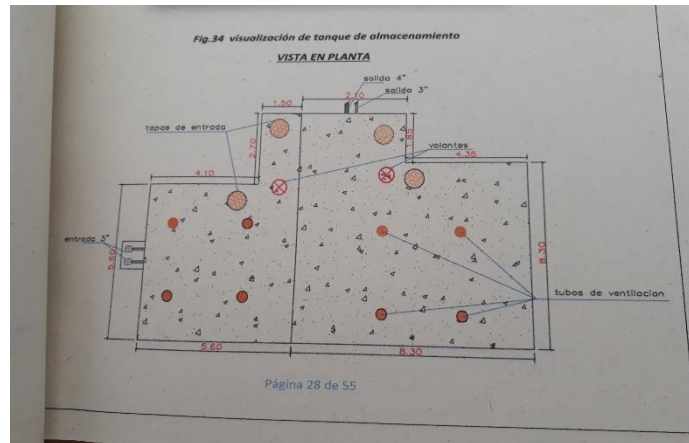 Fig.34 visualización de tanque de almacenamiento
VISTA EN PLANTA
salida 4"
salida 3"
2.10
1.50
tapas de entrada
2.70
1.85
volantes
4.35
4.10
entrada 3"
5.60
8.30
tubos de ventilacion
5.60
8.30
Página 28 de 55